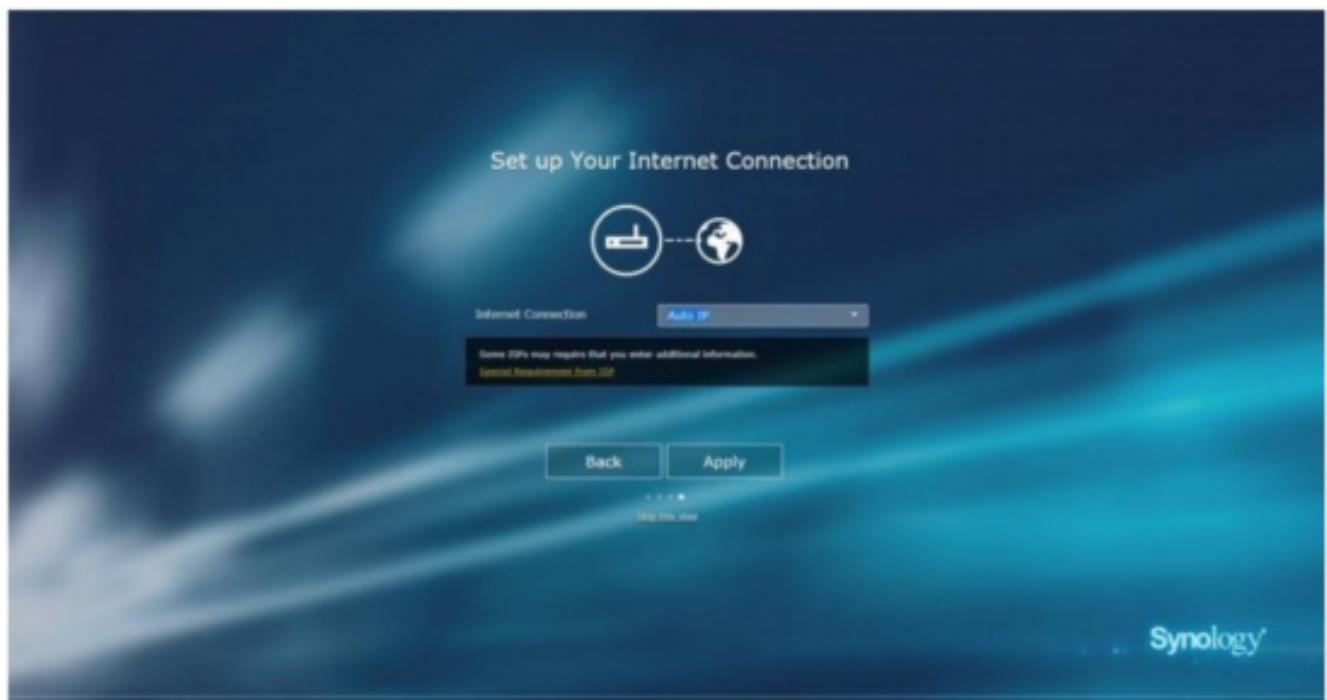 Set up Your Internet Connection
Internet Connection
Auto IP
Some ISPs may require that you enter additional information.
Special Requirement from ISP
Back
Apply
Skip this step
Synology